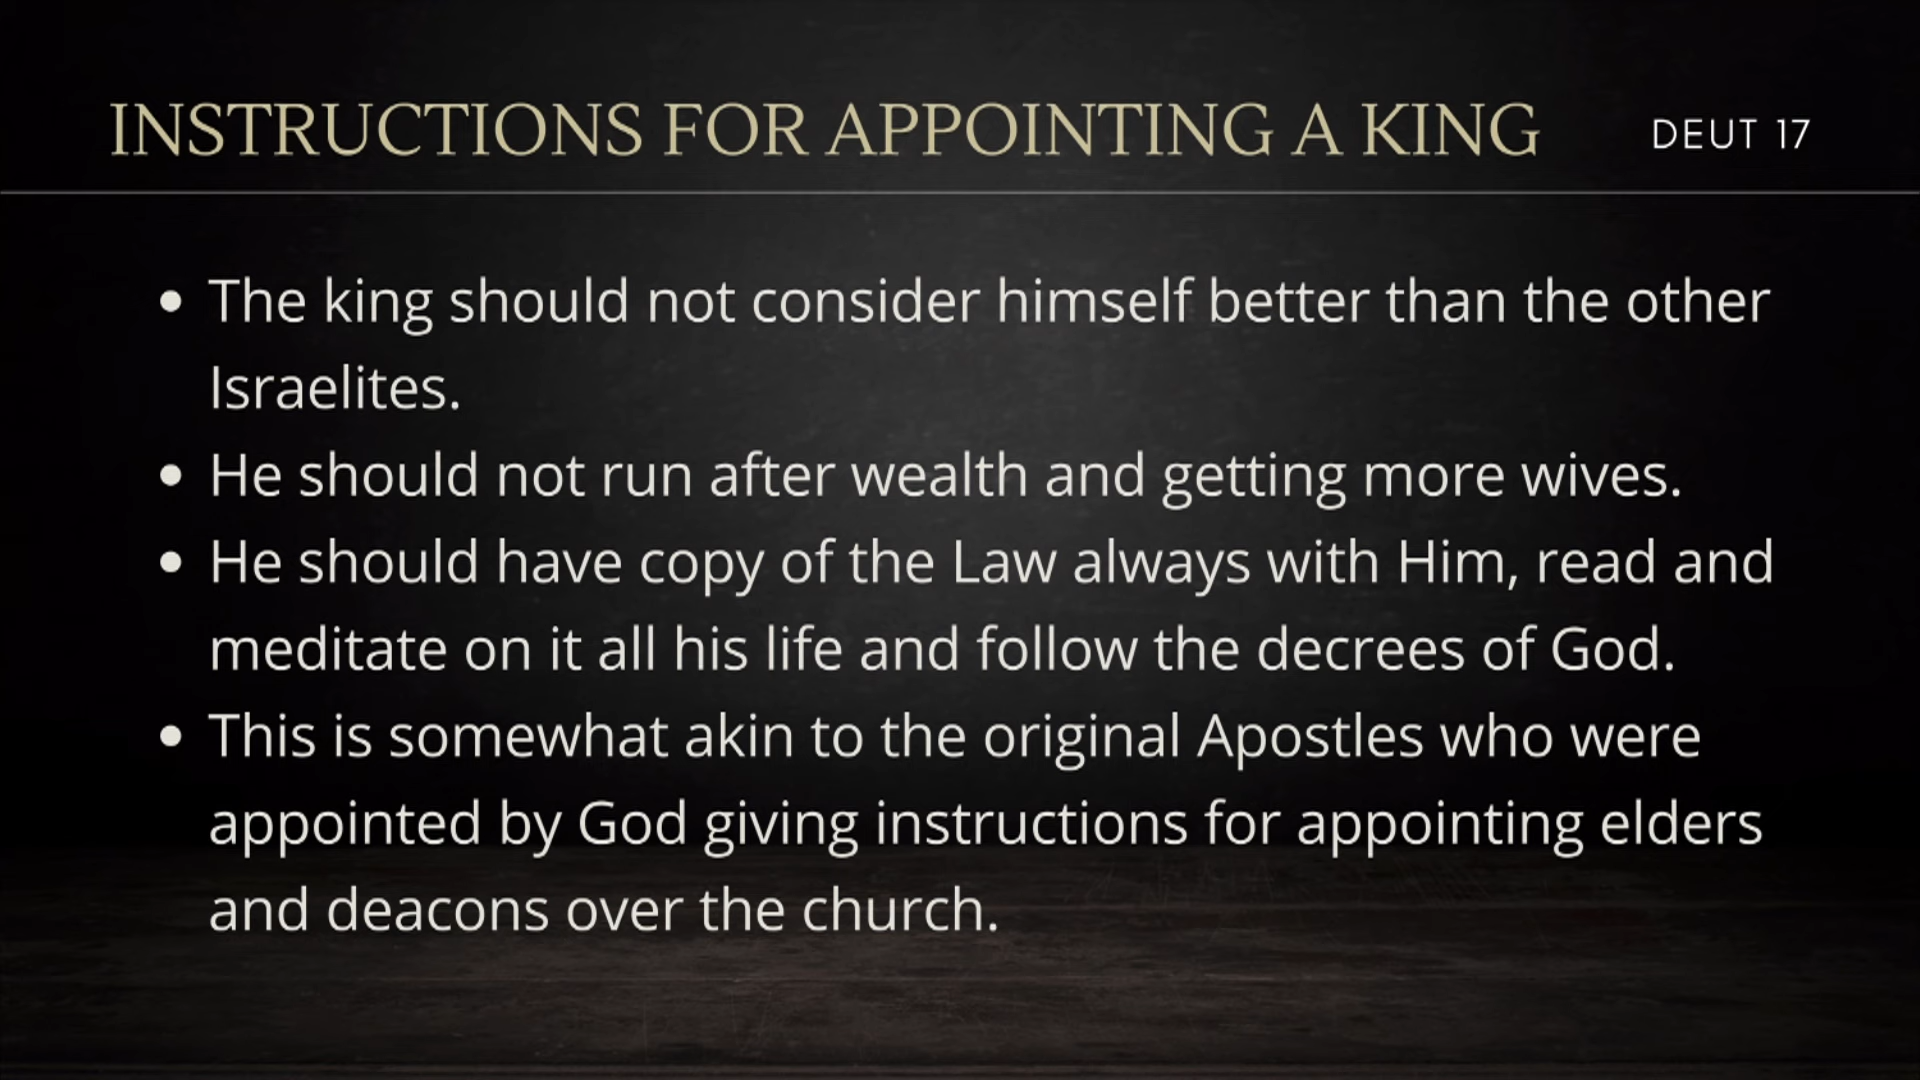 INSTRUCTIONS FOR APPOINTING A KING DEUT 17
• The king should not consider himself better than the other
Israelites.
• He should not run after wealth and getting more wives.
• He should have copy of the Law always with Him, read and
meditate on it all his life and follow the decrees of God.
• This is somewhat akin to the original Apostles who were
appointed by God giving instructions for appointing elders
and deacons over the church.